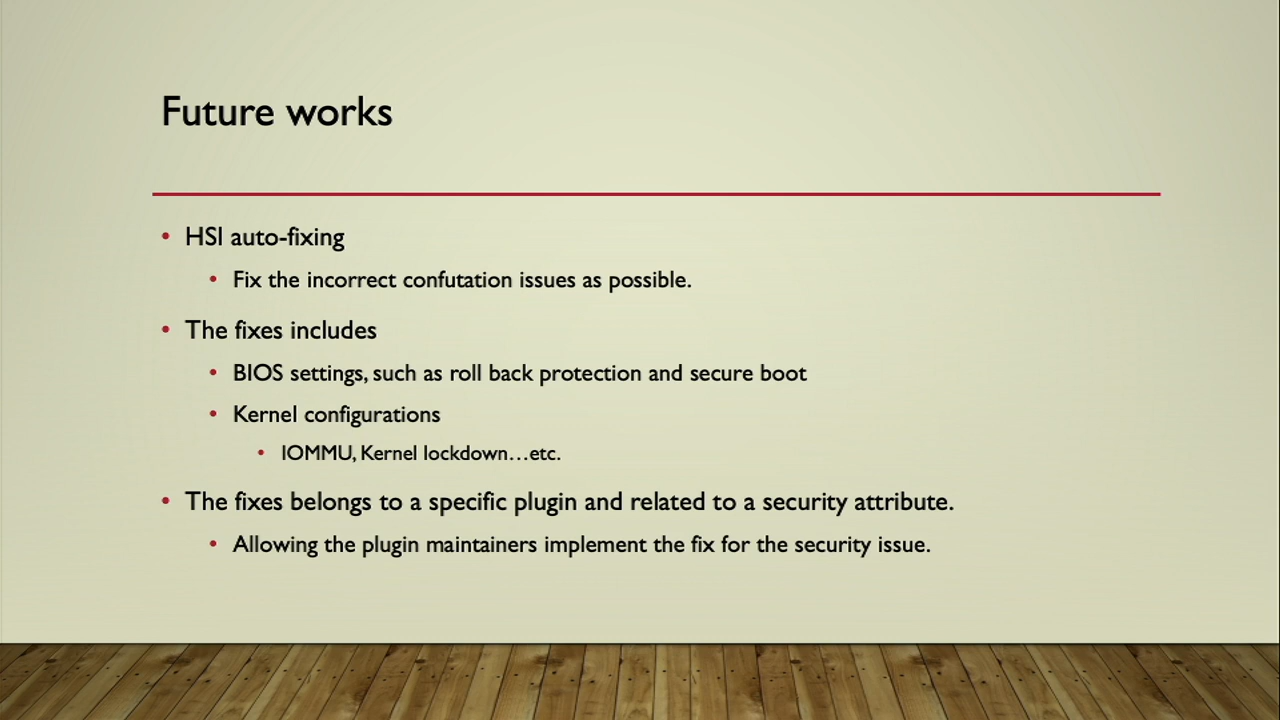 Future works
• HSI auto-fixing
• Fix the incorrect confutation issues as possible.
• The fixes includes
• BIOS settings, such as roll back protection and secure boot
• Kernel configurations
• IOMMU, Kernel lockdown…etc.
• The fixes belongs to a specific plugin and related to a security attribute.
• Allowing the plugin maintainers implement the fix for the security issue.